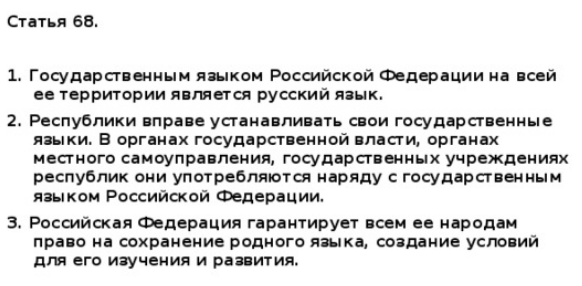 Статья 68.
1. Государственным языком Российской Федерации на всей
ее территории является русский язык.
2. Республики вправе устанавливать свои государственные
языки. В органах государственной власти, органах
местного самоуправления, государственных учреждениях
республик они употребляются наряду с государственным
языком Российской Федерации.
3. Российская Федерация гарантирует всем ее народам
право на сохранение родного языка, создание условий
для его изучения и развития.